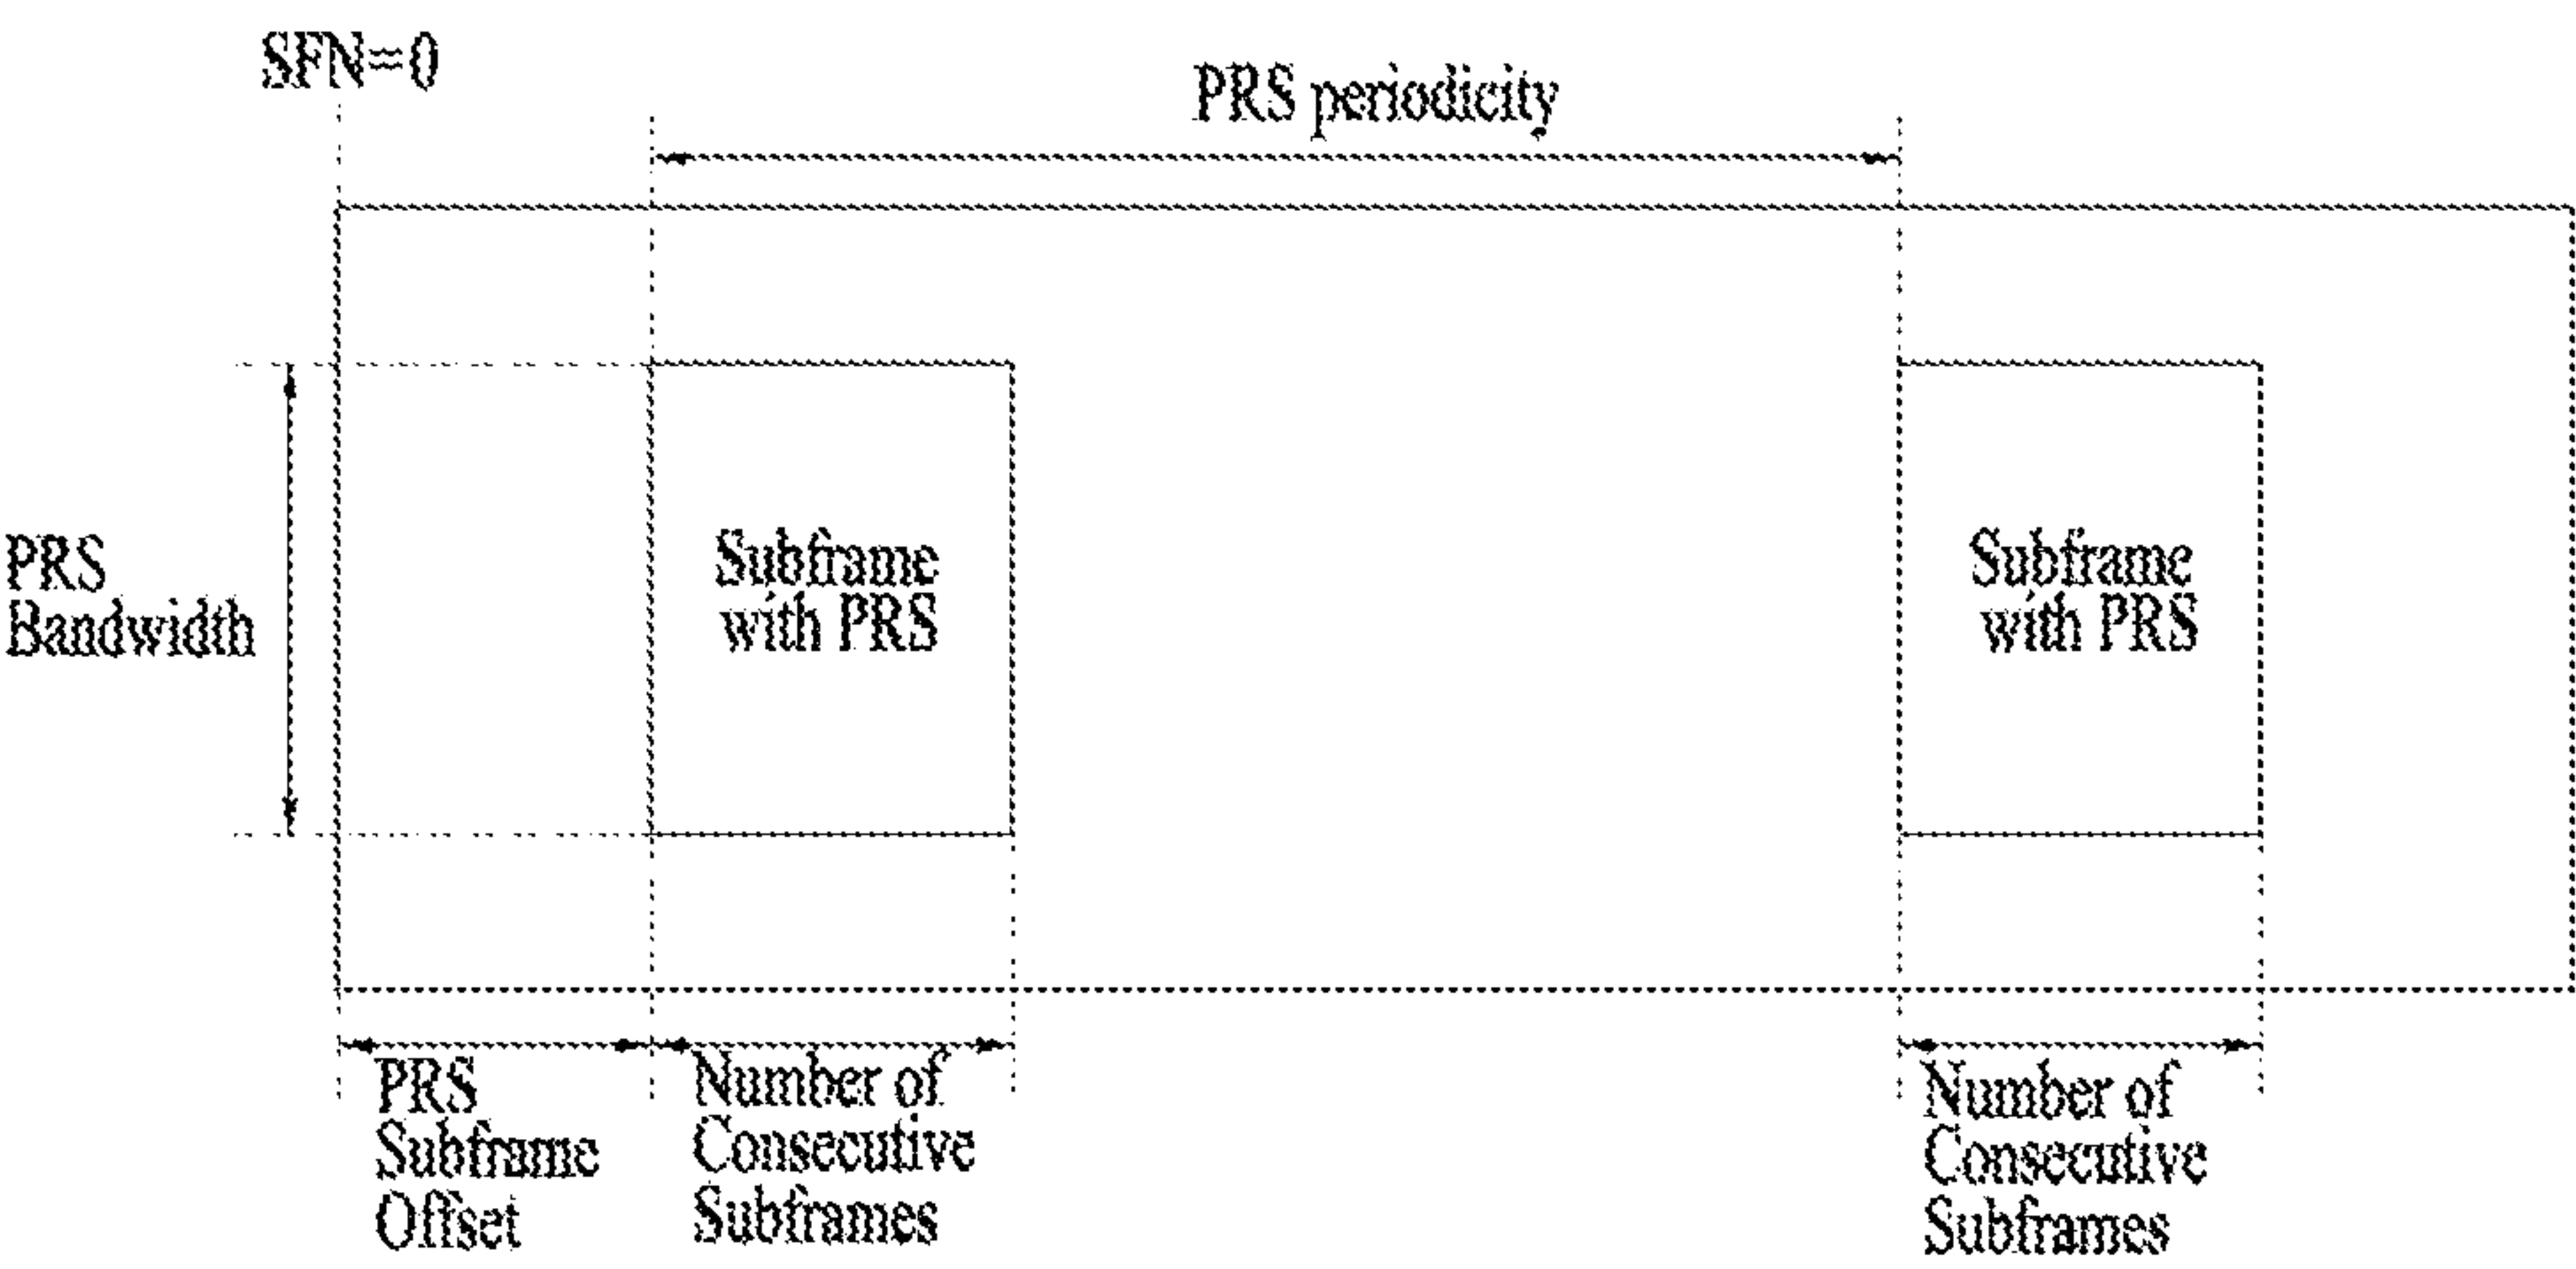 SFN=0
PRS periodicity
PRS
Bandwidth
Subframe
with PRS
Subframe
with PRS
PRS
Subframe
Offset
Number of
Consecutive
Subframes
Number of
Consecutive
Subframes